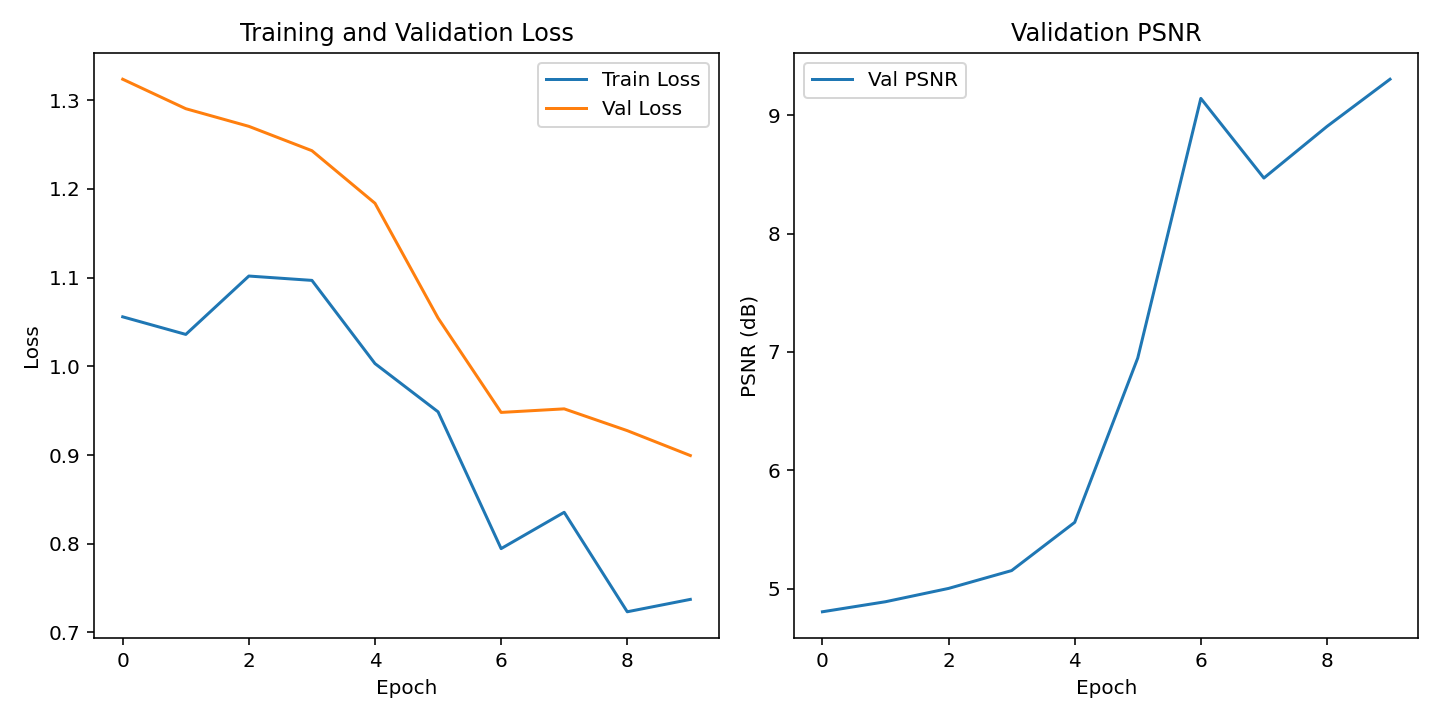 Training and Validation Loss
Train Loss
Val Loss
1.3
1.2
1.1
1.0
0.9
0.8
0.7
Loss
0 2 4 6 8
Epoch
Validation PSNR
Val PSNR
9
8
7
6
5
PSNR (dB)
0 2 4 6 8
Epoch